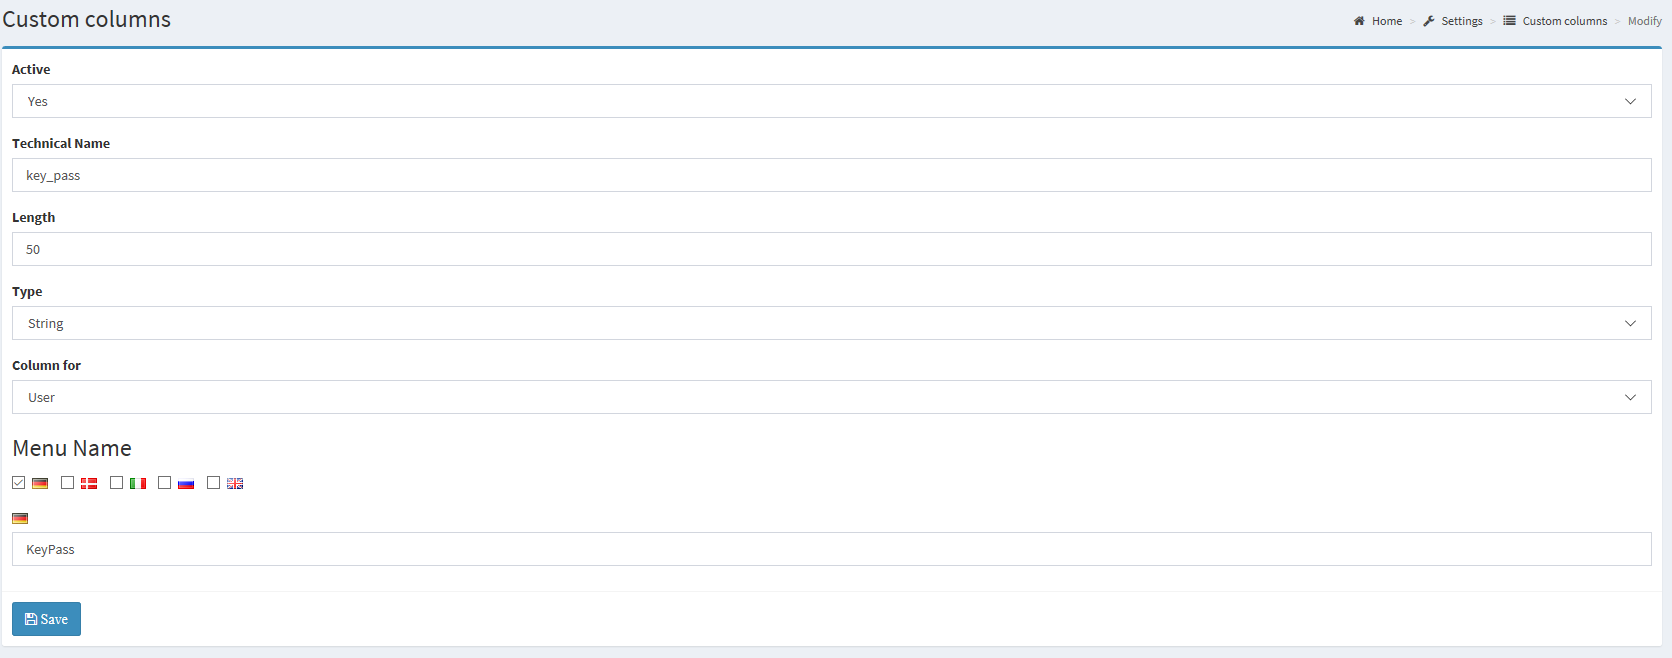 Custom columns
Home > Settings > Custom columns > Modify
Active
Yes
Technical Name
key_pass
Length
50
Type
String
Column for
User
Menu Name
KeyPass
Save